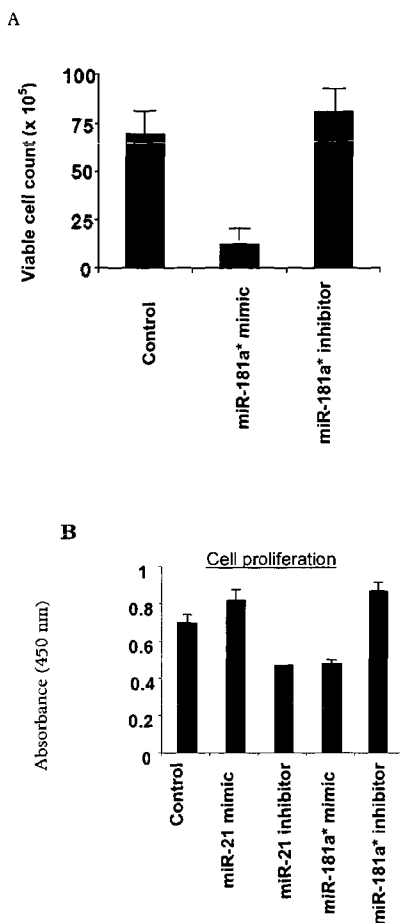 A
Viable cell count (x 10⁵)
100
75
50
25
0
Control
miR-181a* mimic
miR-181a* inhibitor
B
Cell proliferation
Absorbance (450 nm)
1
0.8
0.6
0.4
0.2
0
Control
miR-21 mimic
miR-21 inhibitor
miR-181a* mimic
miR-181a* inhibitor